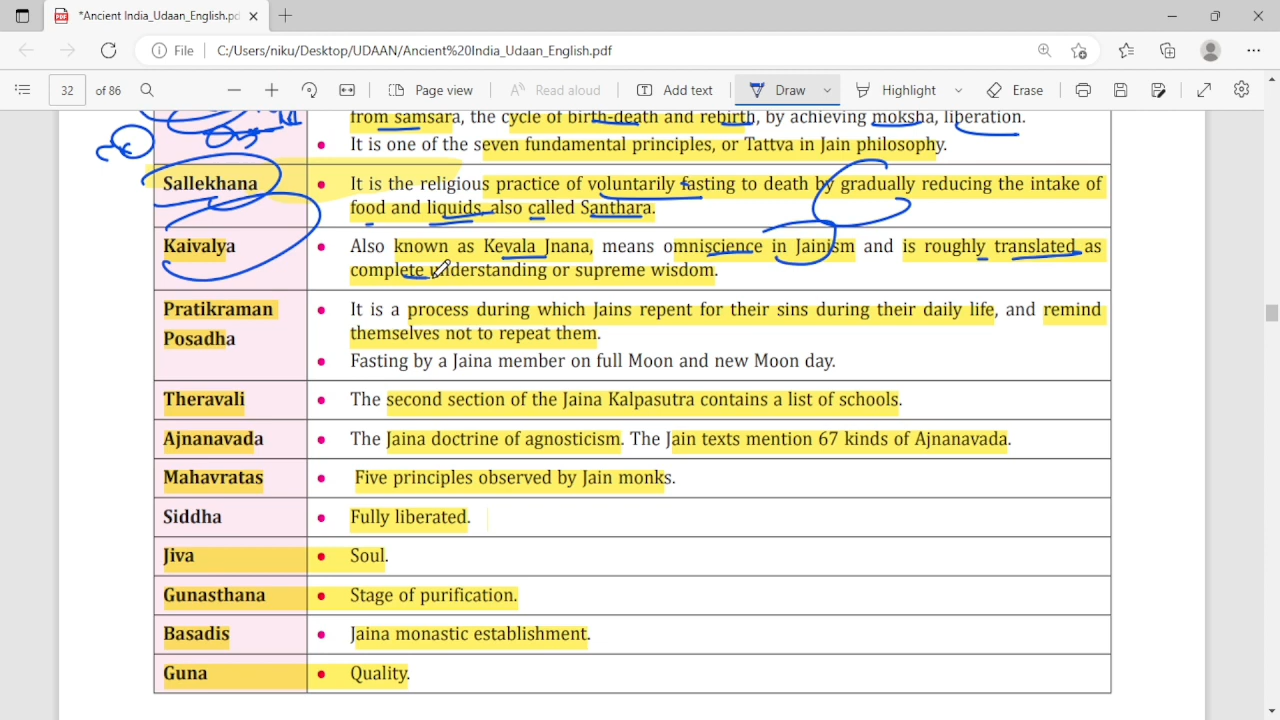 *Ancient India_Udaan_English.pd
File
C:/Users/niku/Desktop/UDAAN/Ancient%20India_Udaan_English.pdf
32 of 86
Page view
Read aloud
Add text
Draw
Highlight
Erase
from samsara, the cycle of birth-death and rebirth, by achieving moksha, liberation.
• It is one of the seven fundamental principles, or Tattva in Jain philosophy.
Sallekhana
• It is the religious practice of voluntarily fasting to death by gradually reducing the intake of
food and liquids, also called Santhara.
Kaivalya
• Also known as Kevala Jnana, means omniscience in Jainism and is roughly translated as
complete understanding or supreme wisdom.
Pratikraman
• It is a process during which Jains repent for their sins during their daily life, and remind
Posadha
themselves not to repeat them.
• Fasting by a Jaina member on full Moon and new Moon day.
Theravali
• The second section of the Jaina Kalpasutra contains a list of schools.
Ajnanavada
• The Jaina doctrine of agnosticism. The Jain texts mention 67 kinds of Ajnanavada.
Mahavratas
• Five principles observed by Jain monks.
Siddha
• Fully liberated.
Jiva
• Soul.
Gunasthana
• Stage of purification.
Basadis
• Jaina monastic establishment.
Guna
• Quality.